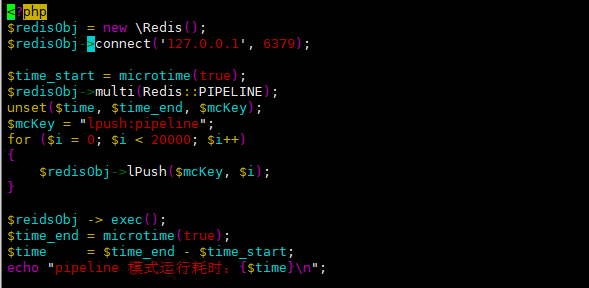 <?php
$redisObj = new \Redis();
$redisObj->connect('127.0.0.1', 6379);
$time_start = microtime(true);
$redisObj->multi(Redis::PIPELINE);
unset($time, $time_end, $mcKey);
$mcKey = "lpush:pipeline";
for ($i = 0; $i < 20000; $i++)
{
    $redisObj->lPush($mcKey, $i);
}
$reidsObj -> exec();
$time_end = microtime(true);
$time     = $time_end - $time_start;
echo "pipeline 模式运行耗时: {$time}\n";